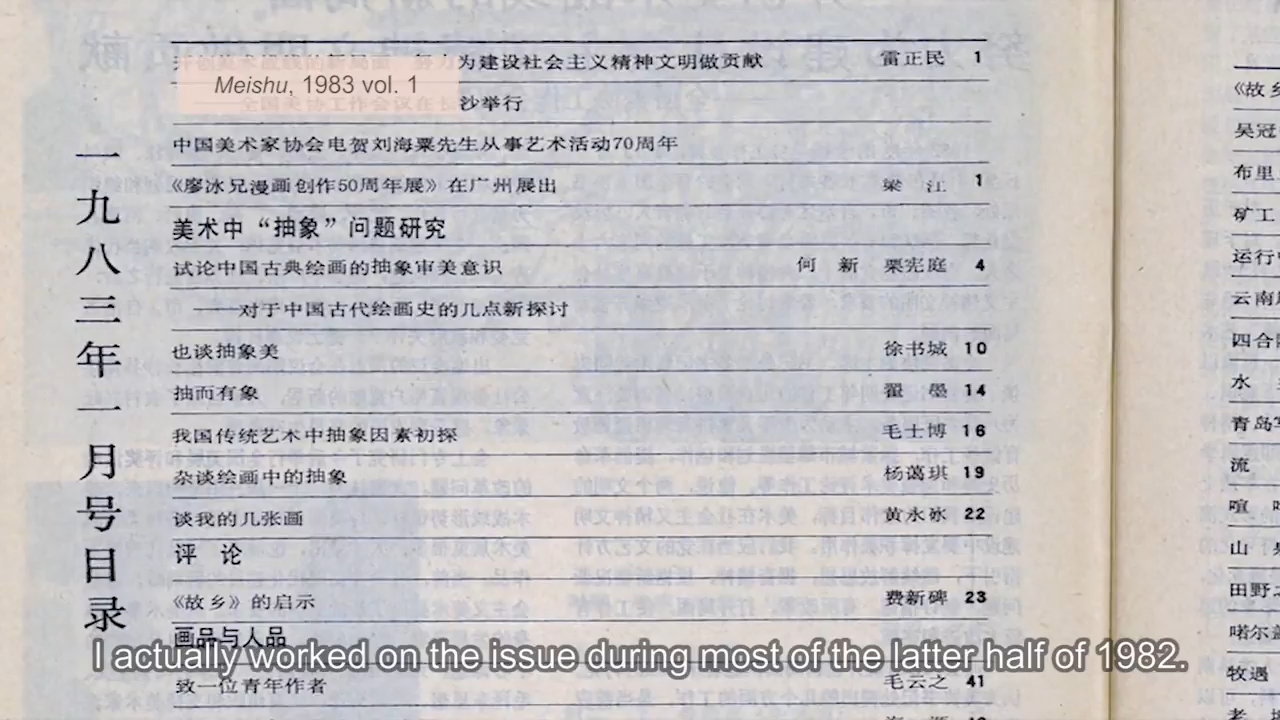 为建设社会主义精神文明做贡献 雷正民 1
Meishu, 1983 vol. 1
沙举行
中国美术家协会电贺刘海粟先生从事艺术活动70周年
《廖冰兄漫画创作50周年展》在广州展出 梁 江 1
美术中“抽象”问题研究
试论中国古典绘画的抽象审美意识 何 新 栗宪庭 4
——对于中国古代绘画史的几点新探讨
也谈抽象美 徐书城 10
抽而有象 翟 墨 14
我国传统艺术中抽象因素初探 毛士博 16
杂谈绘画中的抽象 杨蔼琪 19
谈我的几张画 黄永砯 22
评 论
《故乡》的启示 费新碑 23
画品与人品
致一位青年作者 毛云之 41
一九八三年一月号目录
《故乡
吴冠
布里
矿工
运行
云南
四合院
水
青岛
流
喧
山
田野之
喏尔
牧遇
I actually worked on the issue during most of the latter half of 1982.